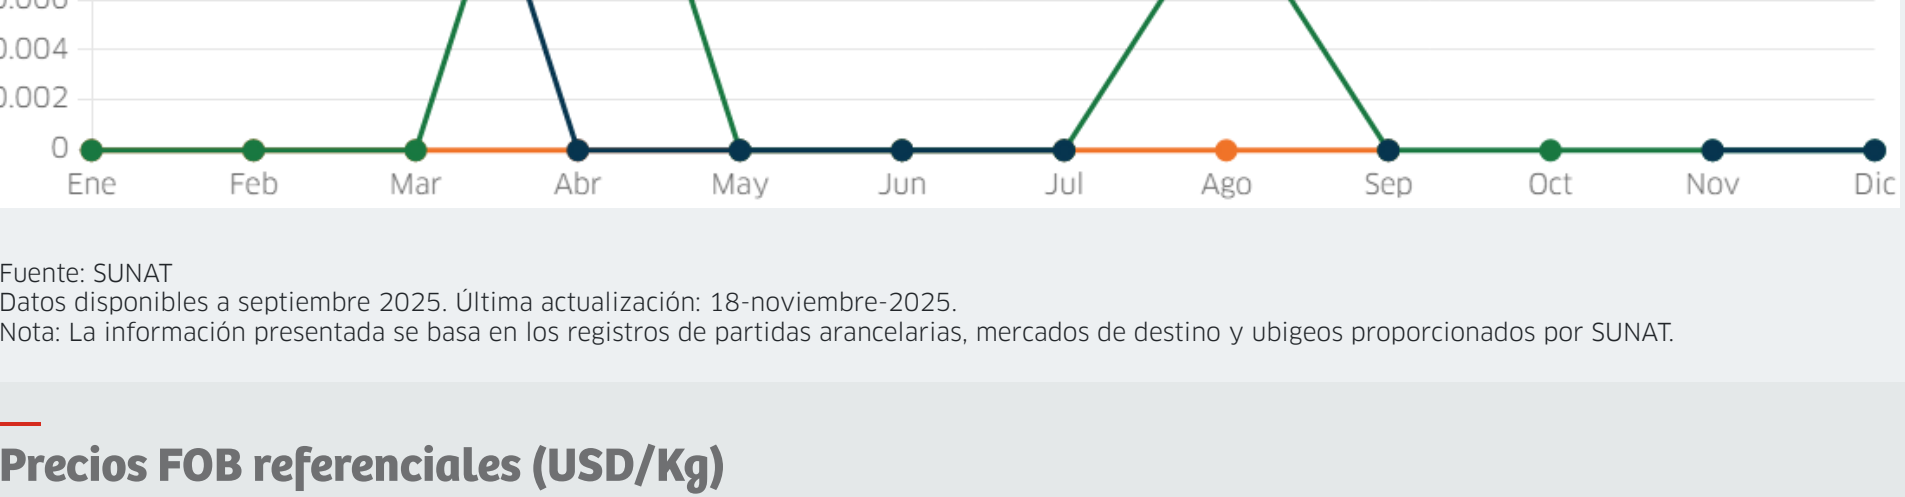 0.004
0.002
0
Ene Feb Mar Abr May Jun Jul Ago Sep Oct Nov Dic
Fuente: SUNAT
Datos disponibles a septiembre 2025. Última actualización: 18-noviembre-2025.
Nota: La información presentada se basa en los registros de partidas arancelarias, mercados de destino y ubigeos proporcionados por SUNAT.
Precios FOB referenciales (USD/Kg)